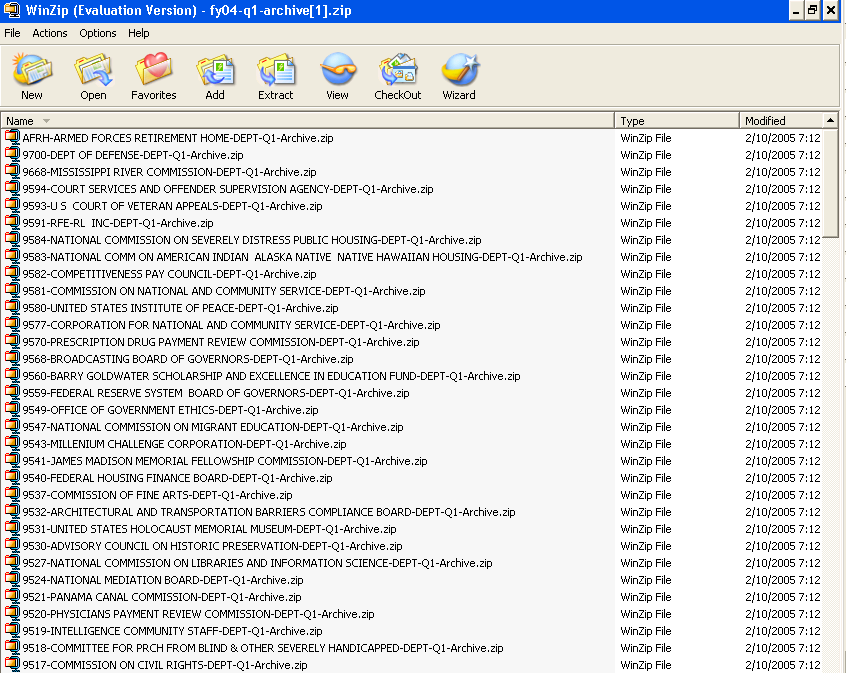 WinZip (Evaluation Version) - fy04-q1-archive[1].zip
File Actions Options Help
New Open Favorites Add Extract View CheckOut Wizard
Name Type Modified
AFRH-ARMED FORCES RETIREMENT HOME-DEPT-Q1-Archive.zip WinZip File 2/10/2005 7:12
9700-DEPT OF DEFENSE-DEPT-Q1-Archive.zip WinZip File 2/10/2005 7:12
9668-MISSISSIPPI RIVER COMMISSION-DEPT-Q1-Archive.zip WinZip File 2/10/2005 7:12
9594-COURT SERVICES AND OFFENDER SUPERVISION AGENCY-DEPT-Q1-Archive.zip WinZip File 2/10/2005 7:12
9593-U S  COURT OF VETERAN APPEALS-DEPT-Q1-Archive.zip WinZip File 2/10/2005 7:12
9591-RFE-RL  INC-DEPT-Q1-Archive.zip WinZip File 2/10/2005 7:12
9584-NATIONAL COMMISSION ON SEVERELY DISTRESS PUBLIC HOUSING-DEPT-Q1-Archive.zip WinZip File 2/10/2005 7:12
9583-NATIONAL COMM ON AMERICAN INDIAN  ALASKA NATIVE  NATIVE HAWAIIAN HOUSING-DEPT-Q1-Archive.zip WinZip File 2/10/2005 7:12
9582-COMPETITIVENESS PAY COUNCIL-DEPT-Q1-Archive.zip WinZip File 2/10/2005 7:12
9581-COMMISSION ON NATIONAL AND COMMUNITY SERVICE-DEPT-Q1-Archive.zip WinZip File 2/10/2005 7:12
9580-UNITED STATES INSTITUTE OF PEACE-DEPT-Q1-Archive.zip WinZip File 2/10/2005 7:12
9577-CORPORATION FOR NATIONAL AND COMMUNITY SERVICE-DEPT-Q1-Archive.zip WinZip File 2/10/2005 7:12
9570-PRESCRIPTION DRUG PAYMENT REVIEW COMMISSION-DEPT-Q1-Archive.zip WinZip File 2/10/2005 7:12
9568-BROADCASTING BOARD OF GOVERNORS-DEPT-Q1-Archive.zip WinZip File 2/10/2005 7:12
9560-BARRY GOLDWATER SCHOLARSHIP AND EXCELLENCE IN EDUCATION FUND-DEPT-Q1-Archive.zip WinZip File 2/10/2005 7:12
9559-FEDERAL RESERVE SYSTEM  BOARD OF GOVERNORS-DEPT-Q1-Archive.zip WinZip File 2/10/2005 7:12
9549-OFFICE OF GOVERNMENT ETHICS-DEPT-Q1-Archive.zip WinZip File 2/10/2005 7:12
9547-NATIONAL COMMISSION ON MIGRANT EDUCATION-DEPT-Q1-Archive.zip WinZip File 2/10/2005 7:12
9543-MILLENIUM CHALLENGE CORPORATION-DEPT-Q1-Archive.zip WinZip File 2/10/2005 7:12
9541-JAMES MADISON MEMORIAL FELLOWSHIP COMMISSION-DEPT-Q1-Archive.zip WinZip File 2/10/2005 7:12
9540-FEDERAL HOUSING FINANCE BOARD-DEPT-Q1-Archive.zip WinZip File 2/10/2005 7:12
9537-COMMISSION OF FINE ARTS-DEPT-Q1-Archive.zip WinZip File 2/10/2005 7:12
9532-ARCHITECTURAL AND TRANSPORTATION BARRIERS COMPLIANCE BOARD-DEPT-Q1-Archive.zip WinZip File 2/10/2005 7:12
9531-UNITED STATES HOLOCAUST MEMORIAL MUSEUM-DEPT-Q1-Archive.zip WinZip File 2/10/2005 7:12
9530-ADVISORY COUNCIL ON HISTORIC PRESERVATION-DEPT-Q1-Archive.zip WinZip File 2/10/2005 7:12
9527-NATIONAL COMMISSION ON LIBRARIES AND INFORMATION SCIENCE-DEPT-Q1-Archive.zip WinZip File 2/10/2005 7:12
9524-NATIONAL MEDIATION BOARD-DEPT-Q1-Archive.zip WinZip File 2/10/2005 7:12
9521-PANAMA CANAL COMMISSION-DEPT-Q1-Archive.zip WinZip File 2/10/2005 7:12
9520-PHYSICIANS PAYMENT REVIEW COMMISSION-DEPT-Q1-Archive.zip WinZip File 2/10/2005 7:12
9519-INTELLIGENCE COMMUNITY STAFF-DEPT-Q1-Archive.zip WinZip File 2/10/2005 7:12
9518-COMMITTEE FOR PRCH FROM BLIND & OTHER SEVERELY HANDICAPPED-DEPT-Q1-Archive.zip WinZip File 2/10/2005 7:12
9517-COMMISSION ON CIVIL RIGHTS-DEPT-Q1-Archive.zip WinZip File 2/10/2005 7:12